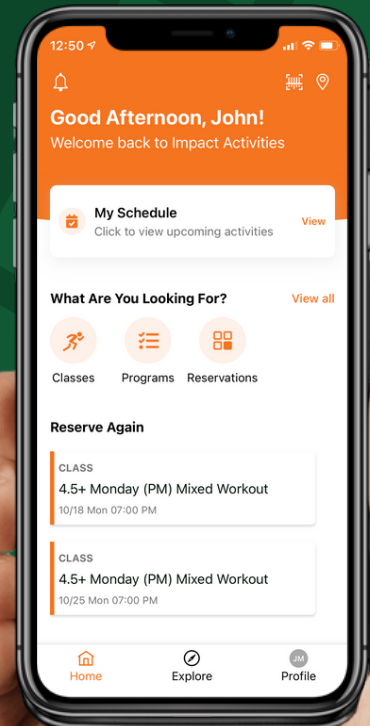 12:50
Good Afternoon, John!
Welcome back to Impact Activities
My Schedule
Click to view upcoming activities
View
What Are You Looking For?
View all
Classes
Programs
Reservations
Reserve Again
CLASS
4.5+ Monday (PM) Mixed Workout
10/18 Mon 07:00 PM
CLASS
4.5+ Monday (PM) Mixed Workout
10/25 Mon 07:00 PM
JM
Home
Explore
Profile